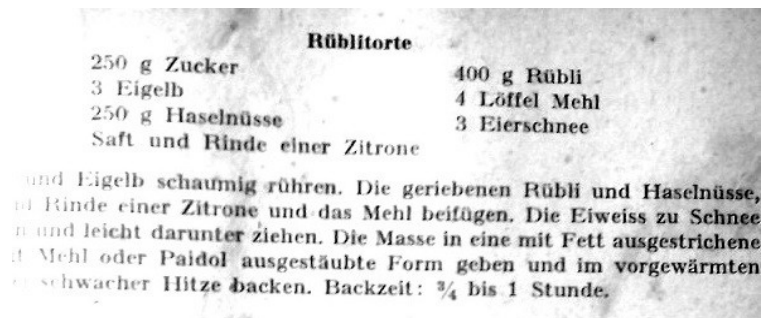 Rüblitorte
250 g Zucker
3 Eigelb
250 g Haselnüsse
Saft und Rinde einer Zitrone
400 g Rübli
4 Löffel Mehl
3 Eierschnee
und Eigelb schaumig rühren. Die geriebenen Rübli und Haselnüsse,
Rinde einer Zitrone und das Mehl beifügen. Die Eiweiss zu Schnee
und leicht darunter ziehen. Die Masse in eine mit Fett ausgestrichene
Mehl oder Paidol ausgestäubte Form geben und im vorgewärmten
schwacher Hitze backen. Backzeit: ¾ bis 1 Stunde.